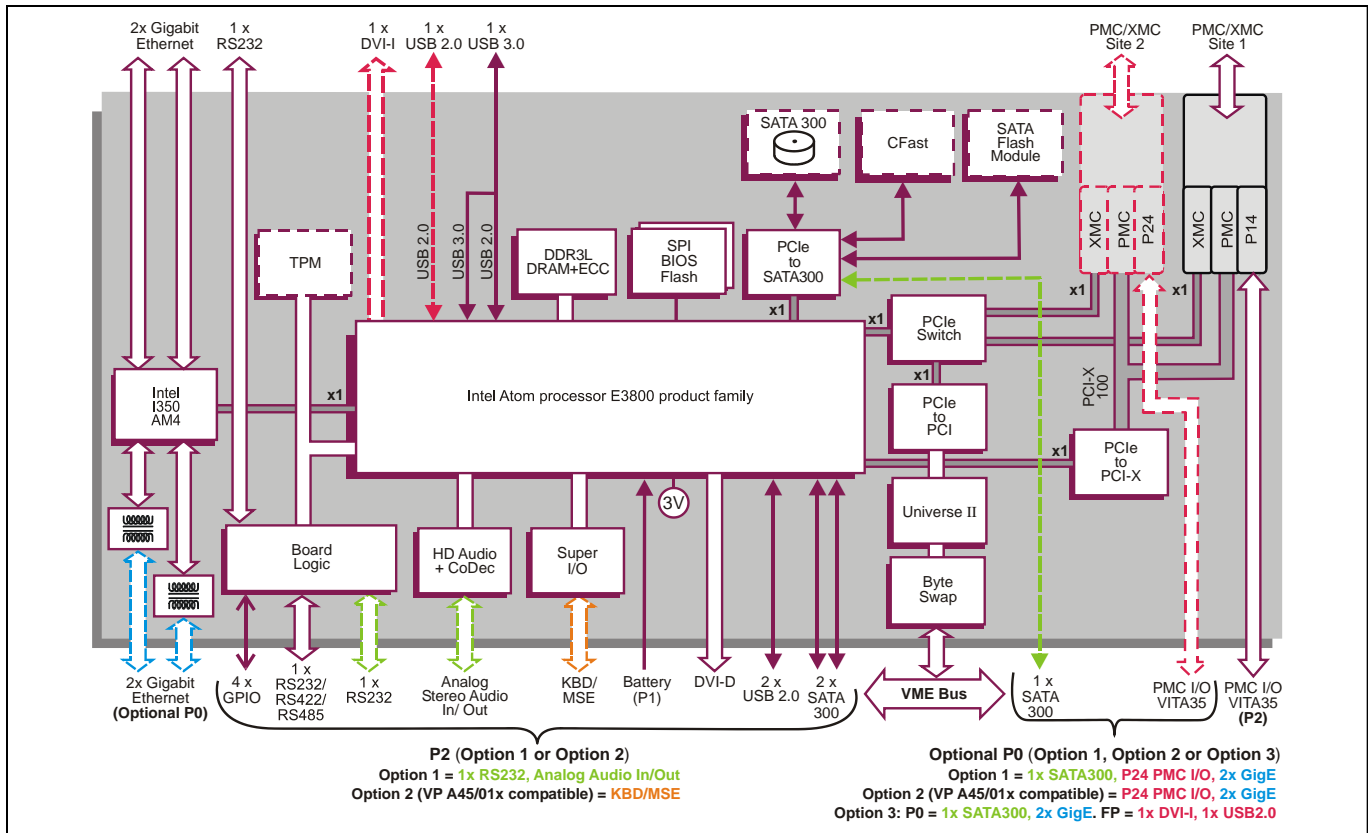 2x Gigabit
Ethernet
1 x
RS232
1 x
DVI-I
1 x
USB 2.0
1 x
USB 3.0
PMC/XMC
Site 2
PMC/XMC
Site 1
SATA 300
CFast
SATA
Flash
Module
XMC
PMC
P24
XMC
PMC
P14
TPM
USB 2.0
USB 3.0
USB 2.0
DDR3L
DRAM+ECC
SPI
BIOS
Flash
PCIe
to
SATA300
x1
x1
x1
x1
PCIe
Switch
x1
Intel
I350
AM4
x1
Intel Atom processor E3800 product family
PCIe
to
PCI
PCI-X
100
x1
PCIe
to
PCI-X
3V
Universe II
Board
Logic
HD Audio
+ CoDec
Super
I/O
Byte
Swap
2x Gigabit
Ethernet
(Optional P0)
4 x
GPIO
1 x
RS232/
RS422/
RS485
1 x
RS232
Analog
Stereo Audio
In/ Out
KBD/
MSE
Battery
(P1)
DVI-D
2 x
USB 2.0
2 x
SATA
300
VME Bus
1 x
SATA
300
PMC I/O
VITA35
PMC I/O
VITA35
(P2)
P2 (Option 1 or Option 2)
Option 1 = 1x RS232, Analog Audio In/Out
Option 2 (VP A45/01x compatible) = KBD/MSE
Optional P0 (Option 1, Option 2 or Option 3)
Option 1 = 1x SATA300, P24 PMC I/O, 2x GigE
Option 2 (VP A45/01x compatible) = P24 PMC I/O, 2x GigE
Option 3: P0 = 1x SATA300, 2x GigE. FP = 1x DVI-I, 1x USB2.0